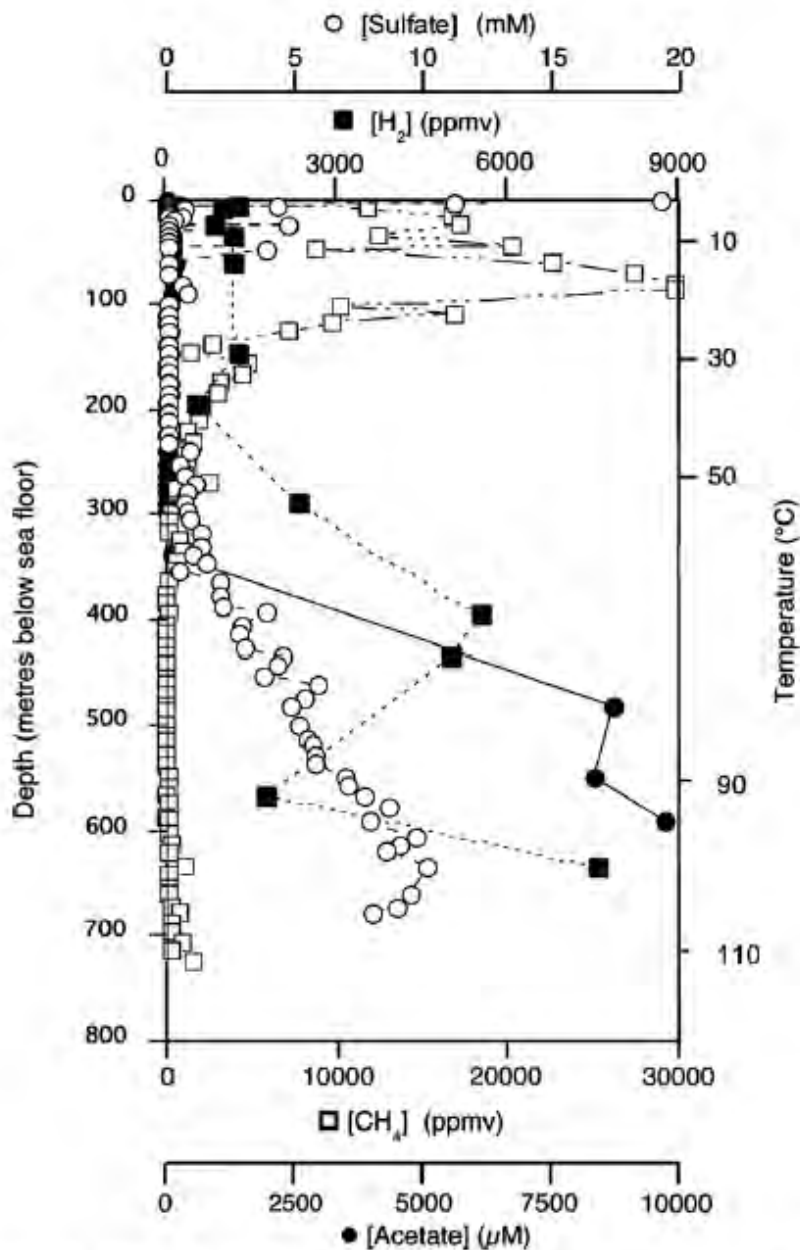 [Sulfate] (mM)
0 5 10 15 20
[H2] (ppmv)
0 3000 6000 9000
0
100
200
300
400
500
600
700
800
Depth (metres below sea floor)
10
30
50
90
110
Temperature (°C)
0 10000 20000 30000
[CH4] (ppmv)
0 2500 5000 7500 10000
[Acetate] (µM)